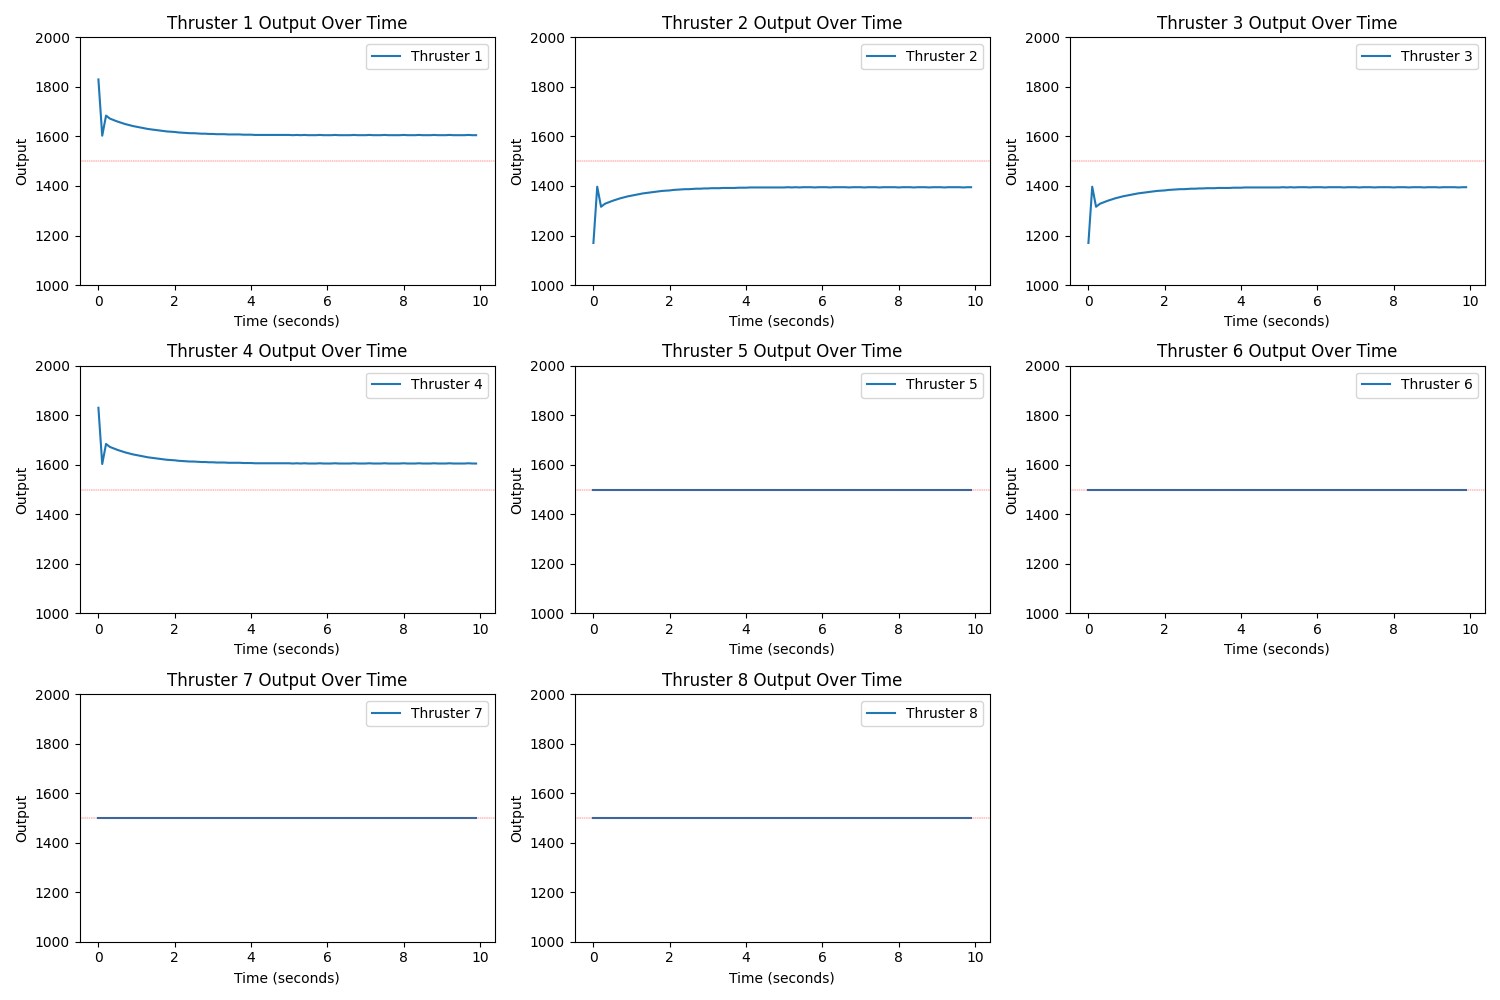 Thruster 1 Output Over Time
2000
1800
1600
1400
1200
1000
Output
Thruster 1
0 2 4 6 8 10
Time (seconds)
Thruster 2 Output Over Time
2000
1800
1600
1400
1200
1000
Output
Thruster 2
0 2 4 6 8 10
Time (seconds)
Thruster 3 Output Over Time
2000
1800
1600
1400
1200
1000
Output
Thruster 3
0 2 4 6 8 10
Time (seconds)
Thruster 4 Output Over Time
2000
1800
1600
1400
1200
1000
Output
Thruster 4
0 2 4 6 8 10
Time (seconds)
Thruster 5 Output Over Time
2000
1800
1600
1400
1200
1000
Output
Thruster 5
0 2 4 6 8 10
Time (seconds)
Thruster 6 Output Over Time
2000
1800
1600
1400
1200
1000
Output
Thruster 6
0 2 4 6 8 10
Time (seconds)
Thruster 7 Output Over Time
2000
1800
1600
1400
1200
1000
Output
Thruster 7
0 2 4 6 8 10
Time (seconds)
Thruster 8 Output Over Time
2000
1800
1600
1400
1200
1000
Output
Thruster 8
0 2 4 6 8 10
Time (seconds)